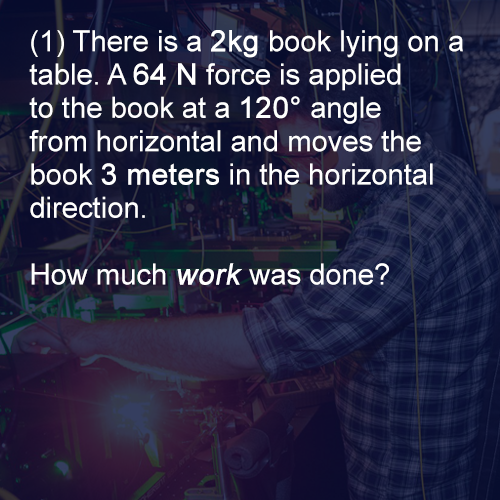 (1) There is a 2kg book lying on a
table. A 64 N force is applied
to the book at a 120° angle
from horizontal and moves the
book 3 meters in the horizontal
direction.
How much work was done?